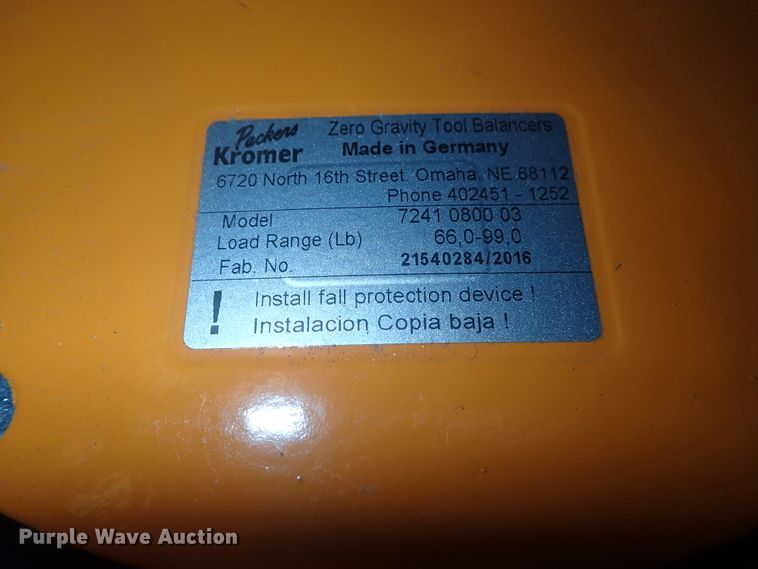 Packers Zero Gravity Tool Balancers
Kromer Made in Germany
6720 North 16th Street Omaha, NE 68112
Phone 402451 - 1252
Model 7241 0800 03
Load Range (Lb) 66,0-99,0
Fab. No. 21540284/2016
! Install fall protection device !
Instalacion Copia baja !
Purple Wave Auction